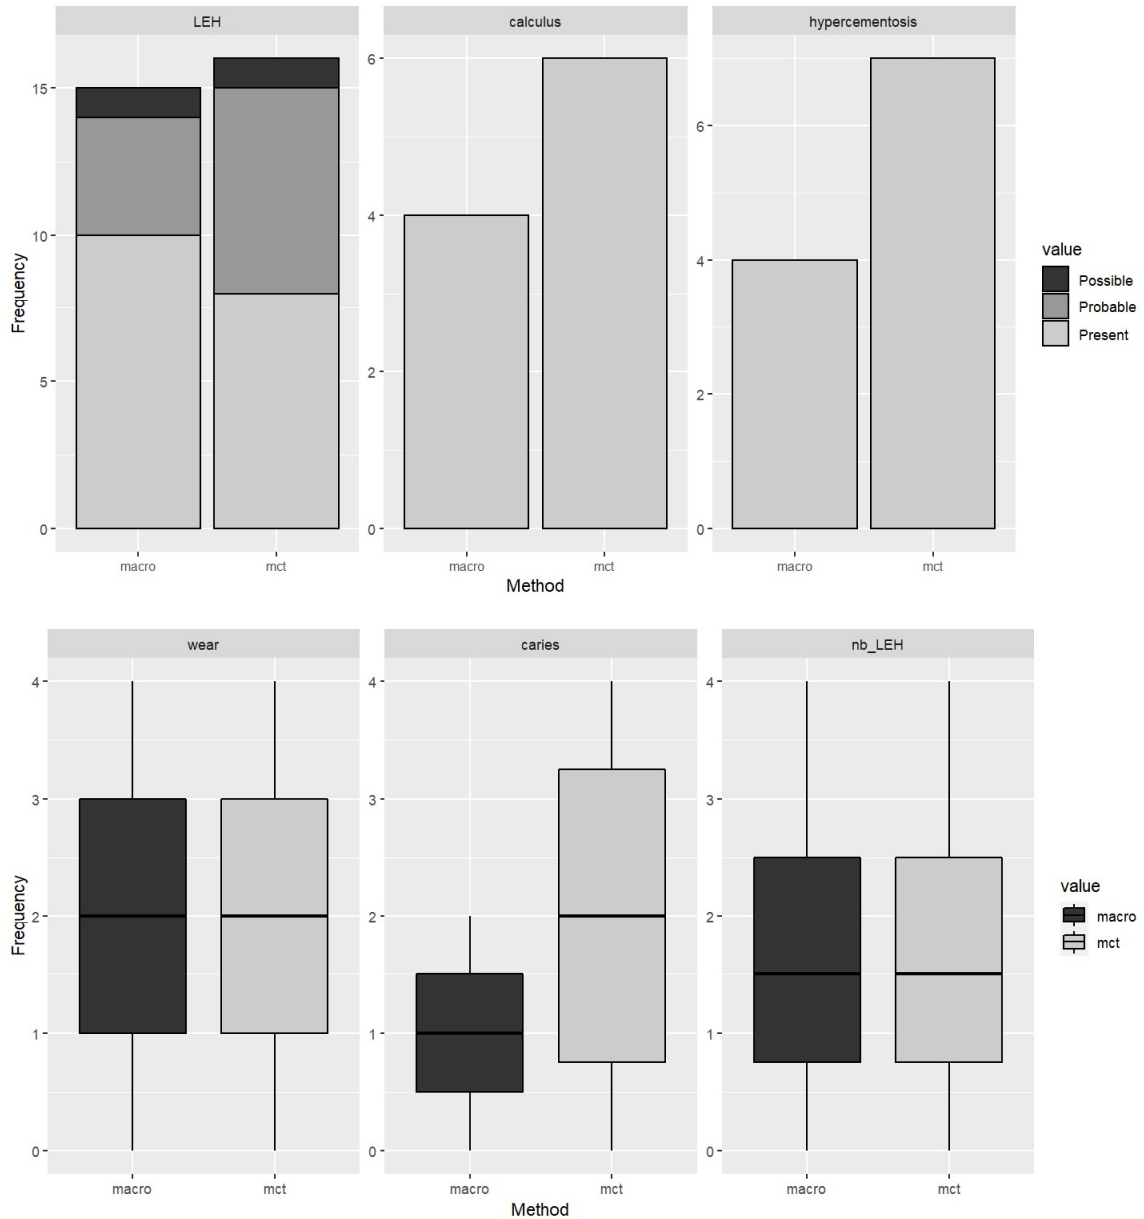 LEH calculus hypercementosis
Frequency
15
10
5
0
6
4
2
0
6
4
2
0
macro mct macro mct macro mct
Method
value
Possible
Probable
Present
wear caries nb_LEH
Frequency
4
3
2
1
0
4
3
2
1
0
4
3
2
1
0
macro mct macro mct macro mct
Method
value
macro
mct